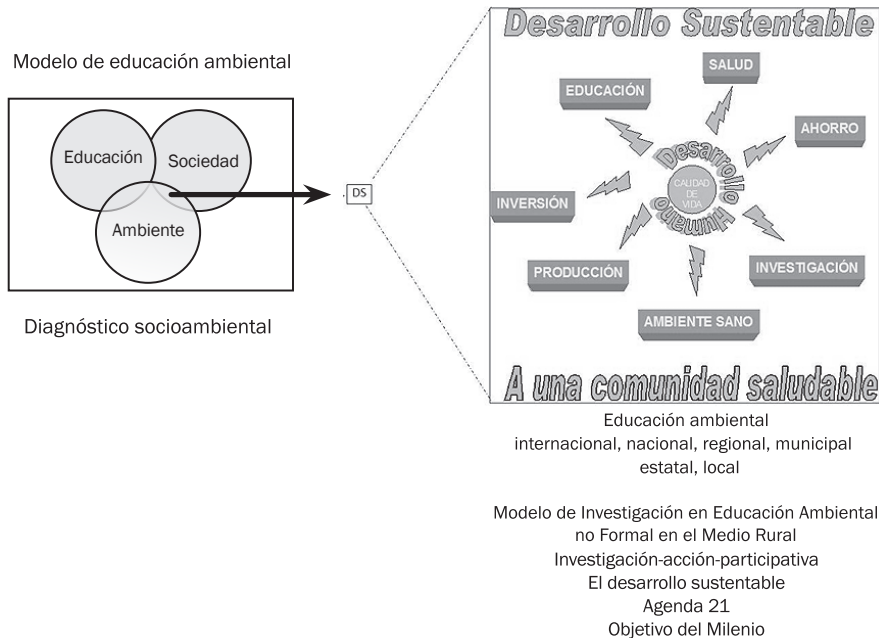 Modelo de educación ambiental
Educación
Sociedad
Ambiente
Diagnóstico socioambiental
DS
Desarrollo Sustentable
SALUD
EDUCACIÓN
AHORRO
Desarrollo
CALIDAD
DE
VIDA
Humano
INVERSIÓN
PRODUCCIÓN
INVESTIGACIÓN
AMBIENTE SANO
A una comunidad saludable
Educación ambiental
internacional, nacional, regional, municipal
estatal, local
Modelo de Investigación en Educación Ambiental
no Formal en el Medio Rural
Investigación-acción-participativa
El desarrollo sustentable
Agenda 21
Objetivo del Milenio